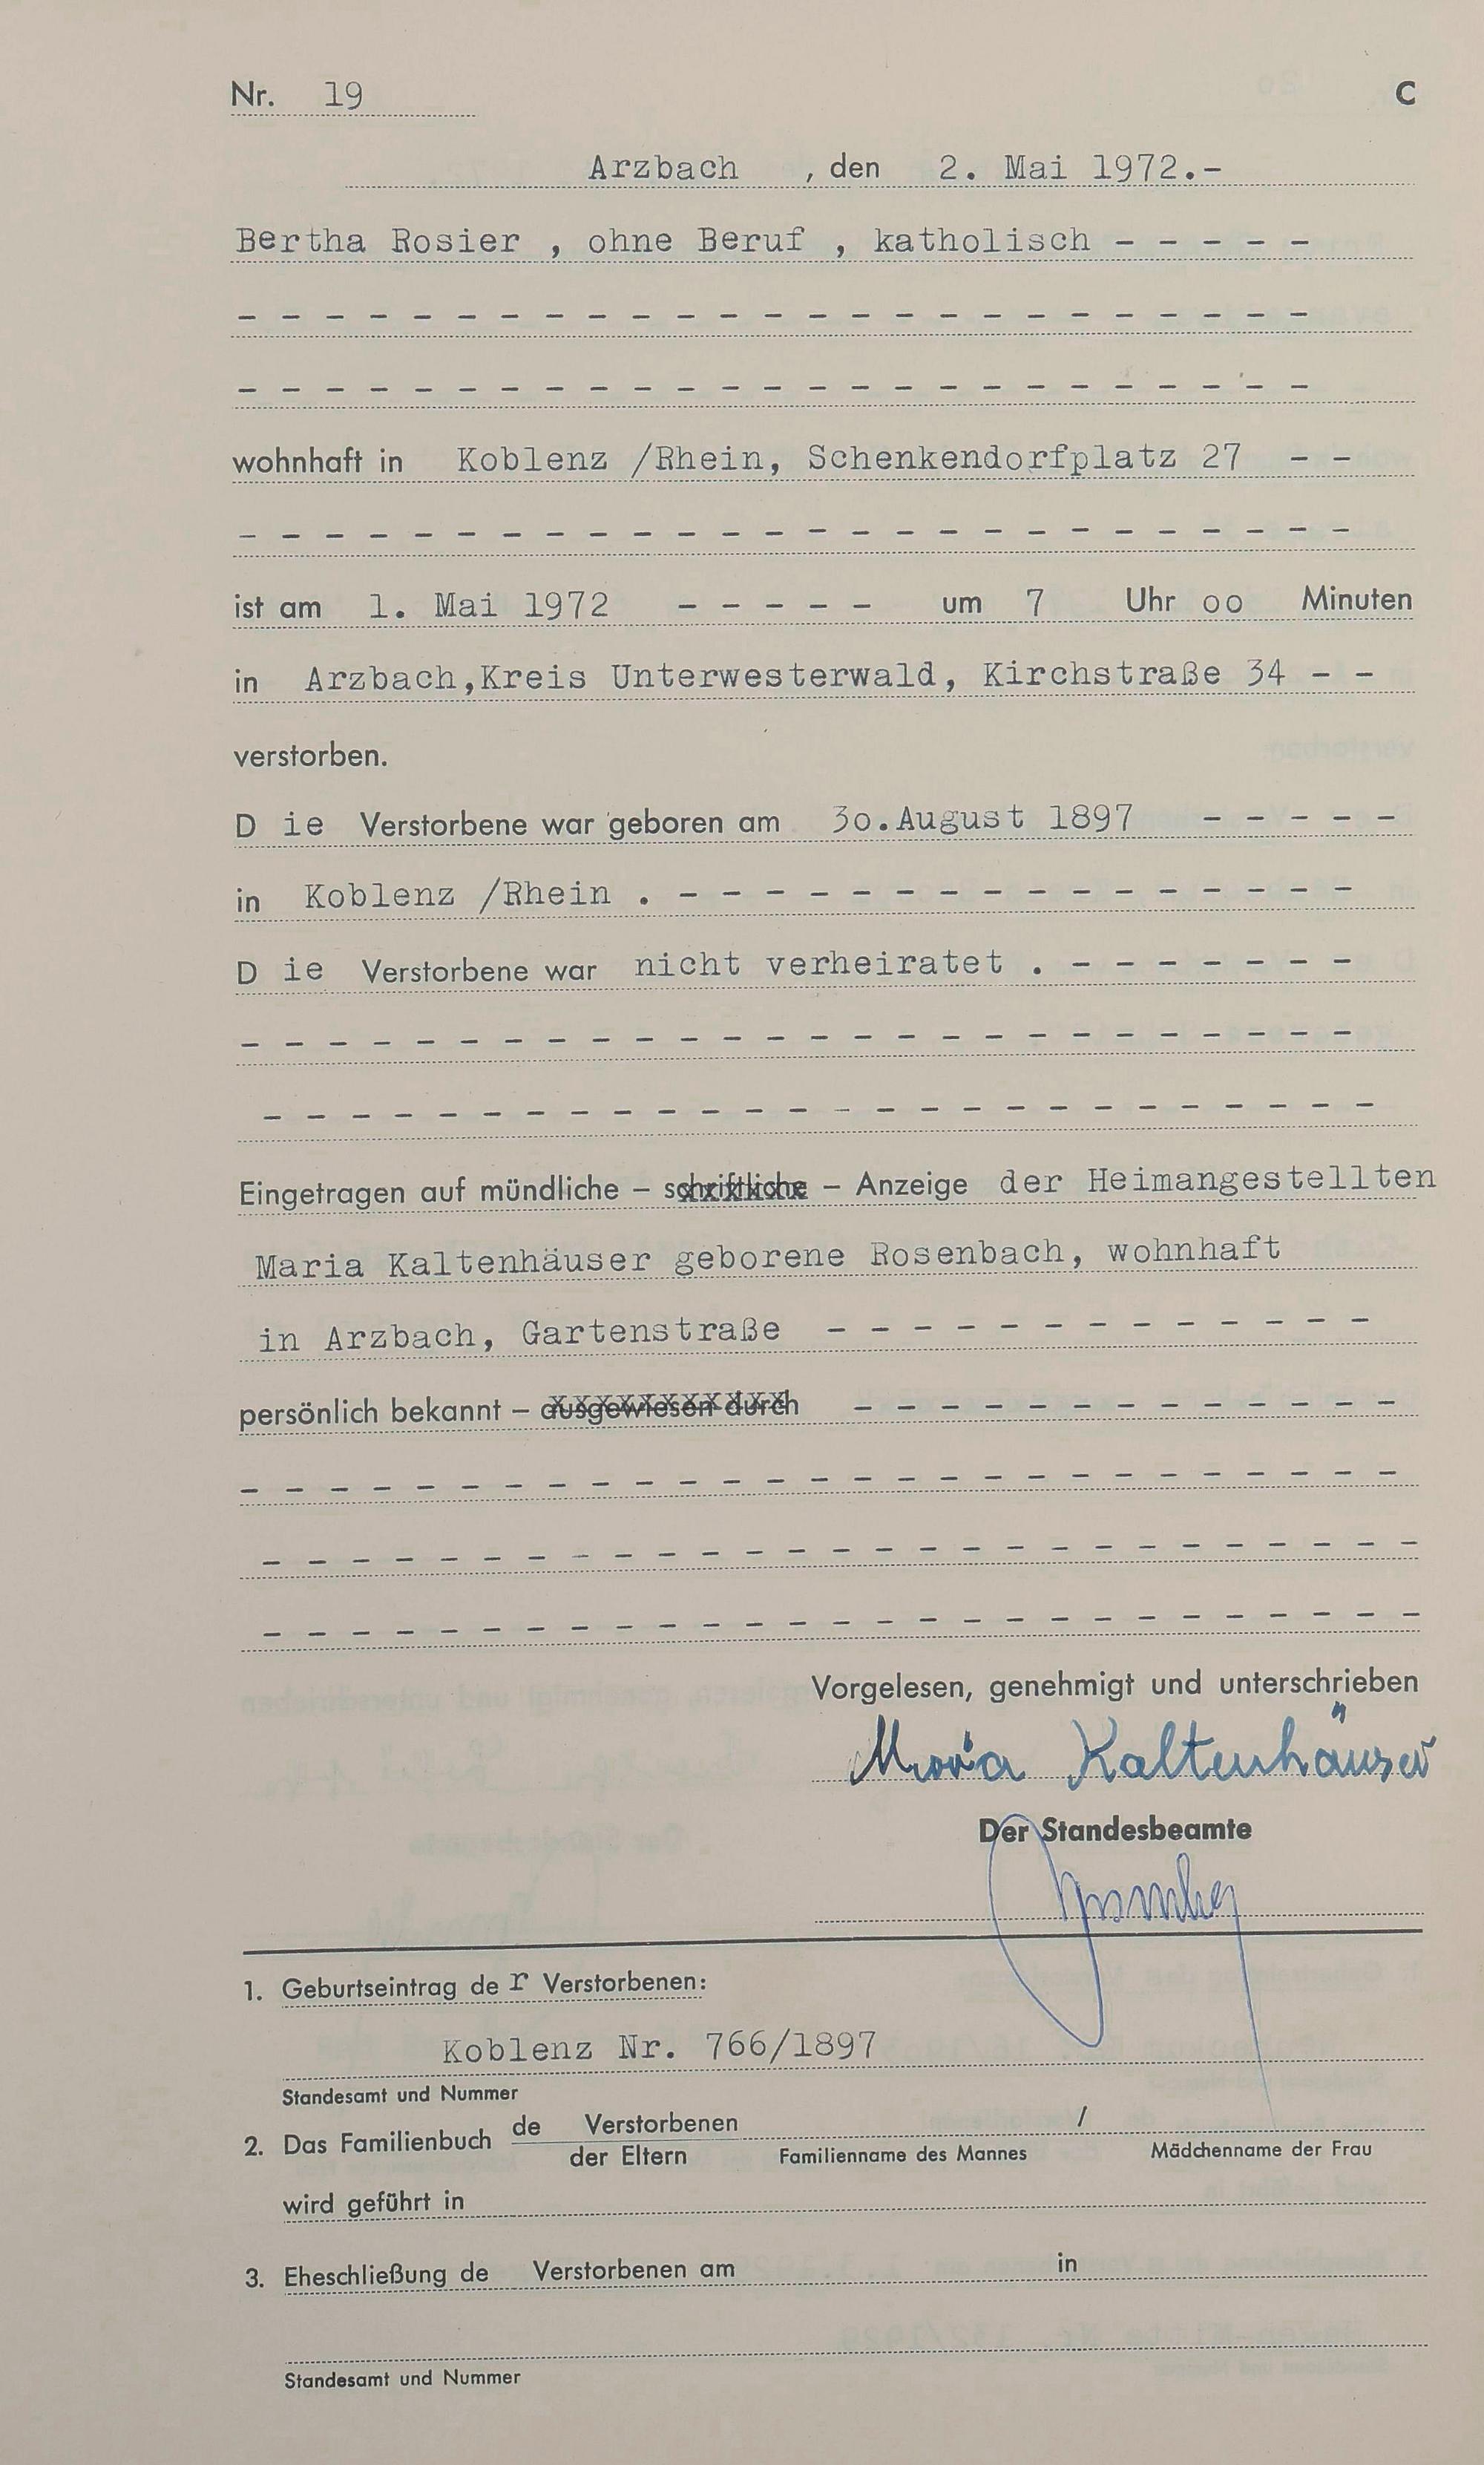 Nr. 19 C
Arzbach , den 2. Mai 1972.-
Bertha Rosier , ohne Beruf , katholisch - - - - -
- - - - - - - - - - - - - - - - - - - - - - - - -
- - - - - - - - - - - - - - - - - - - - - - - - -
wohnhaft in Koblenz /Rhein, Schenkendorfplatz 27 - -
- - - - - - - - - - - - - - - - - - - - - - - - - -
ist am 1. Mai 1972 - - - - - um 7 Uhr oo Minuten
in Arzbach,Kreis Unterwesterwald, Kirchstraße 34 - -
verstorben.
D ie Verstorbene war geboren am 3o.August 1897 - - - - -
in Koblenz /Rhein . - - - - - - - - - - - - - - - -
D ie Verstorbene war nicht verheiratet . - - - - - - -
- - - - - - - - - - - - - - - - - - - - - - - - - -
- - - - - - - - - - - - - - - - - - - - - - - - - -
Eingetragen auf mündliche – schriftliche – Anzeige der Heimangestellten
Maria Kaltenhäuser geborene Rosenbach, wohnhaft
in Arzbach, Gartenstraße - - - - - - - - - - - - -
persönlich bekannt – ausgewiesen durch - - - - - - - - - - - - -
- - - - - - - - - - - - - - - - - - - - - - - - - - -
- - - - - - - - - - - - - - - - - - - - - - - - - - -
- - - - - - - - - - - - - - - - - - - - - - - - - - -
Vorgelesen, genehmigt und unterschrieben
Maria Kaltenhäuser
Der Standesbeamte
1. Geburtseintrag de r Verstorbenen:
Koblenz Nr. 766/1897
Standesamt und Nummer
2. Das Familienbuch de Verstorbenen /
der Eltern Familienname des Mannes Mädchenname der Frau
wird geführt in
3. Eheschließung de Verstorbenen am in
Standesamt und Nummer